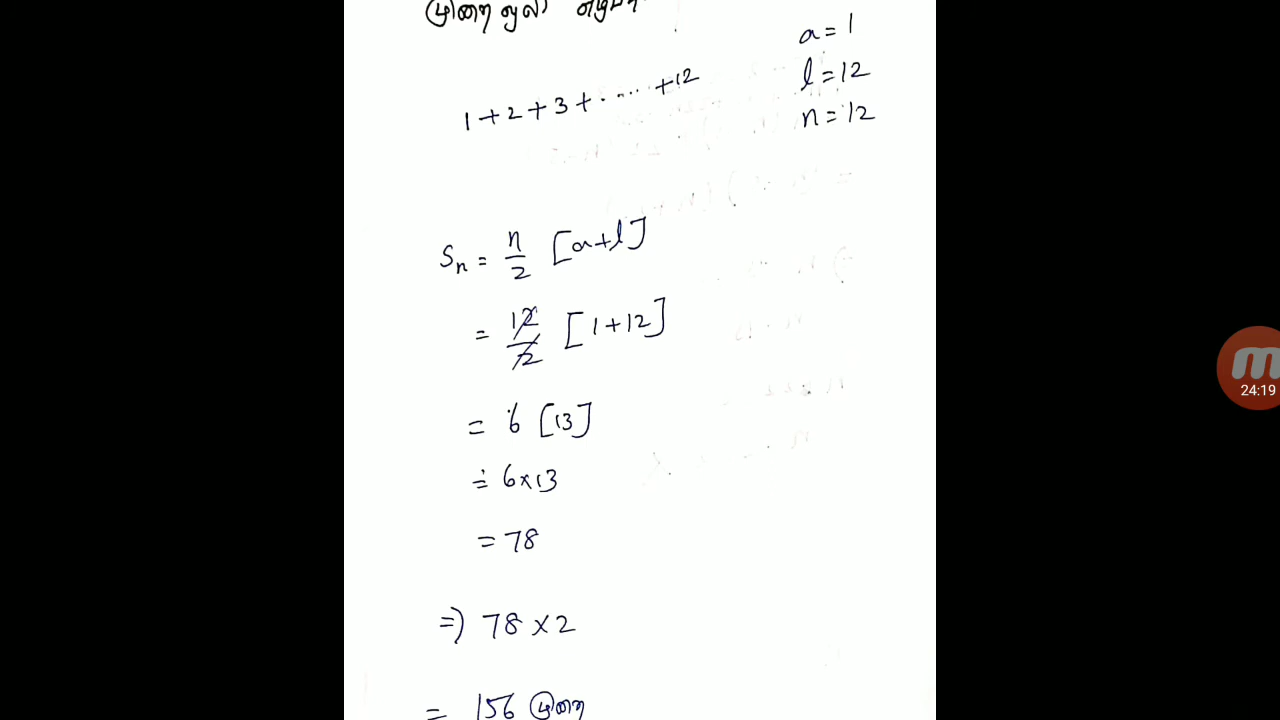 முறை
1 + 2 + 3 + ...... + 12
a = 1
l = 12
n = 12
Sn = n/2 [a+l]
= 12/2 [1+12]
= 6 [13]
= 6×13
= 78
⇒ 78 × 2
= 156 முறை
24:19